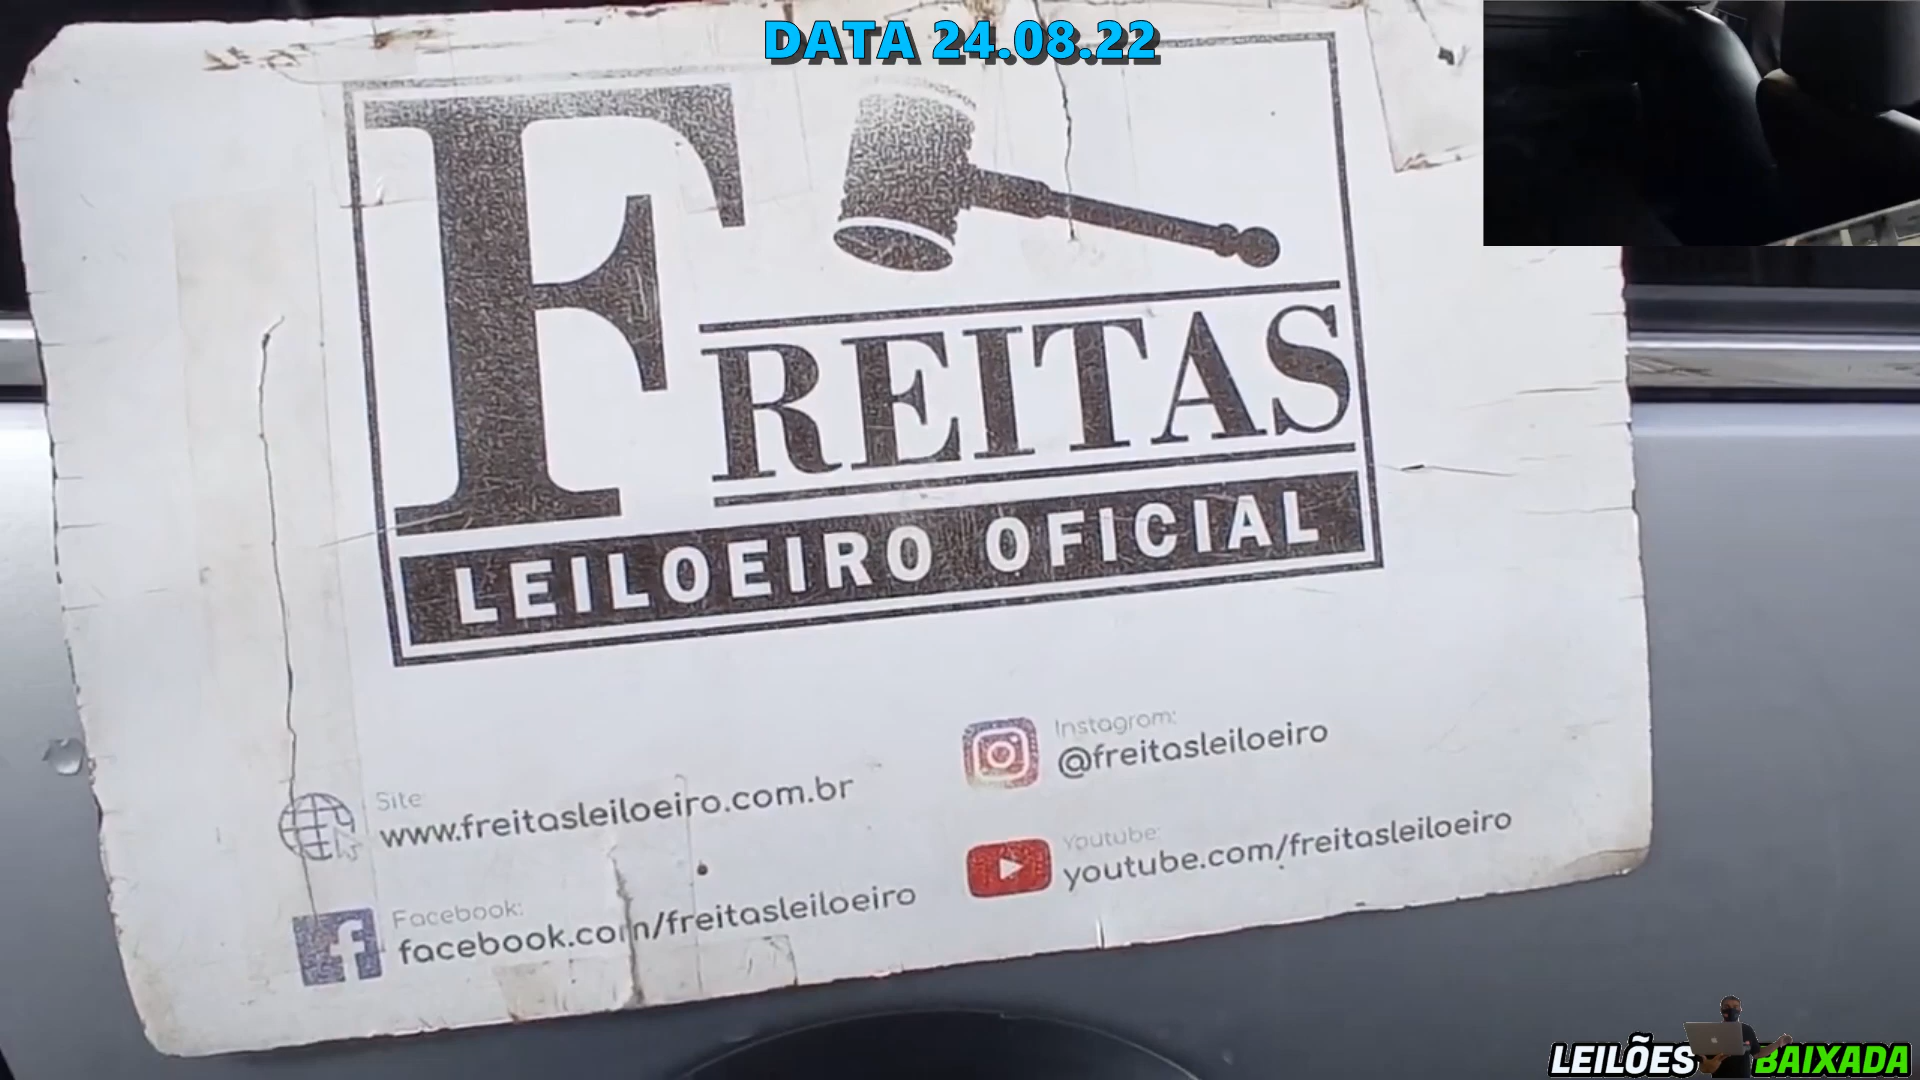 DATA 24.08.22
FREITAS
LEILOEIRO OFICIAL
Site:
www.freitasleiloeiro.com.br
Facebook:
facebook.com/freitasleiloeiro
Instagram:
@freitasleiloeiro
Youtube:
youtube.com/freitasleiloeiro
LEILÕES BAIXADA